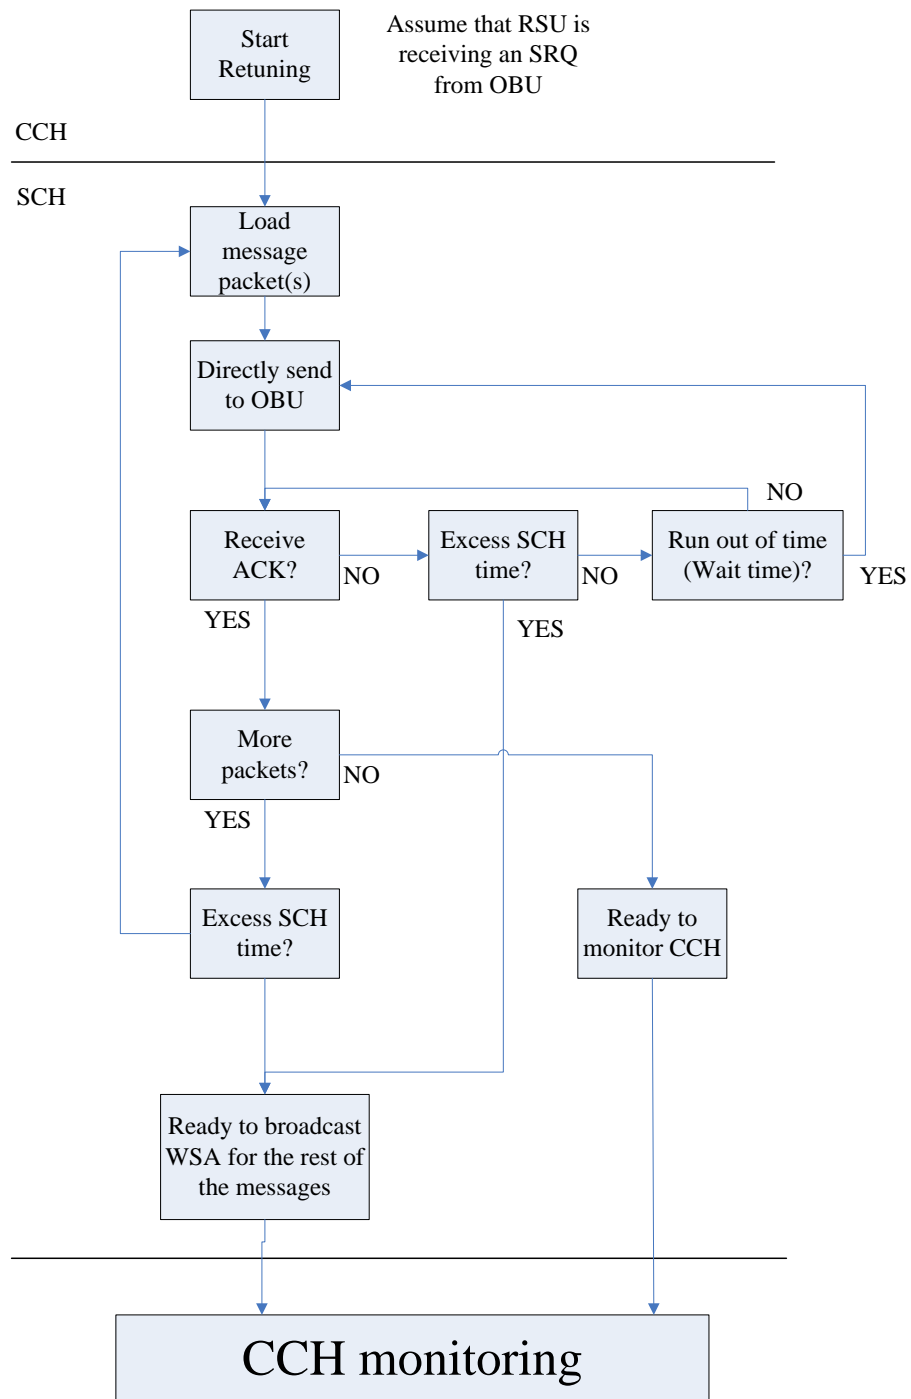 Start
Retuning
Assume that RSU is
receiving an SRQ
from OBU
CCH
SCH
Load
message
packet(s)
Directly send
to OBU
NO
Receive
ACK?
NO
Excess SCH
time?
NO
Run out of time
(Wait time)?
YES
YES
YES
More
packets?
NO
YES
Excess SCH
time?
Ready to
monitor CCH
Ready to broadcast
WSA for the rest of
the messages
CCH monitoring